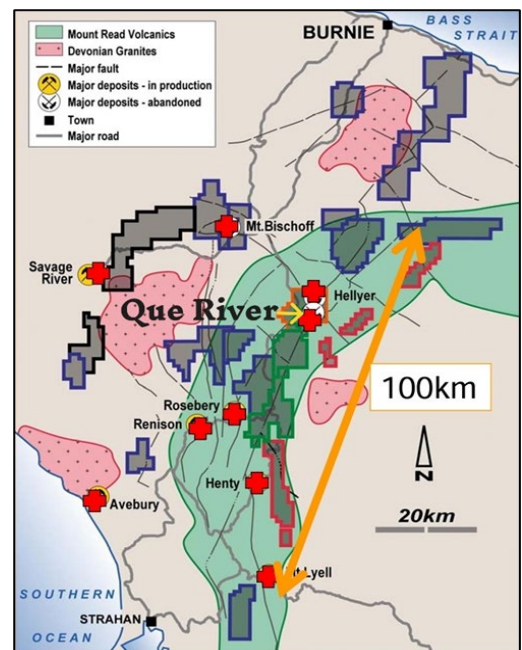 BASS
STRAIT
BURNIE
Mount Read Volcanics
Devonian Granites
Major fault
Major deposits - in production
Major deposits - abandoned
Town
Major road
Mt.Bischoff
Savage
River
Hellyer
Que River
100km
Rosebery
Renison
N
Henty
20km
Avebury
t.Lyell
SOUTHERN
OCEAN
STRAHAN